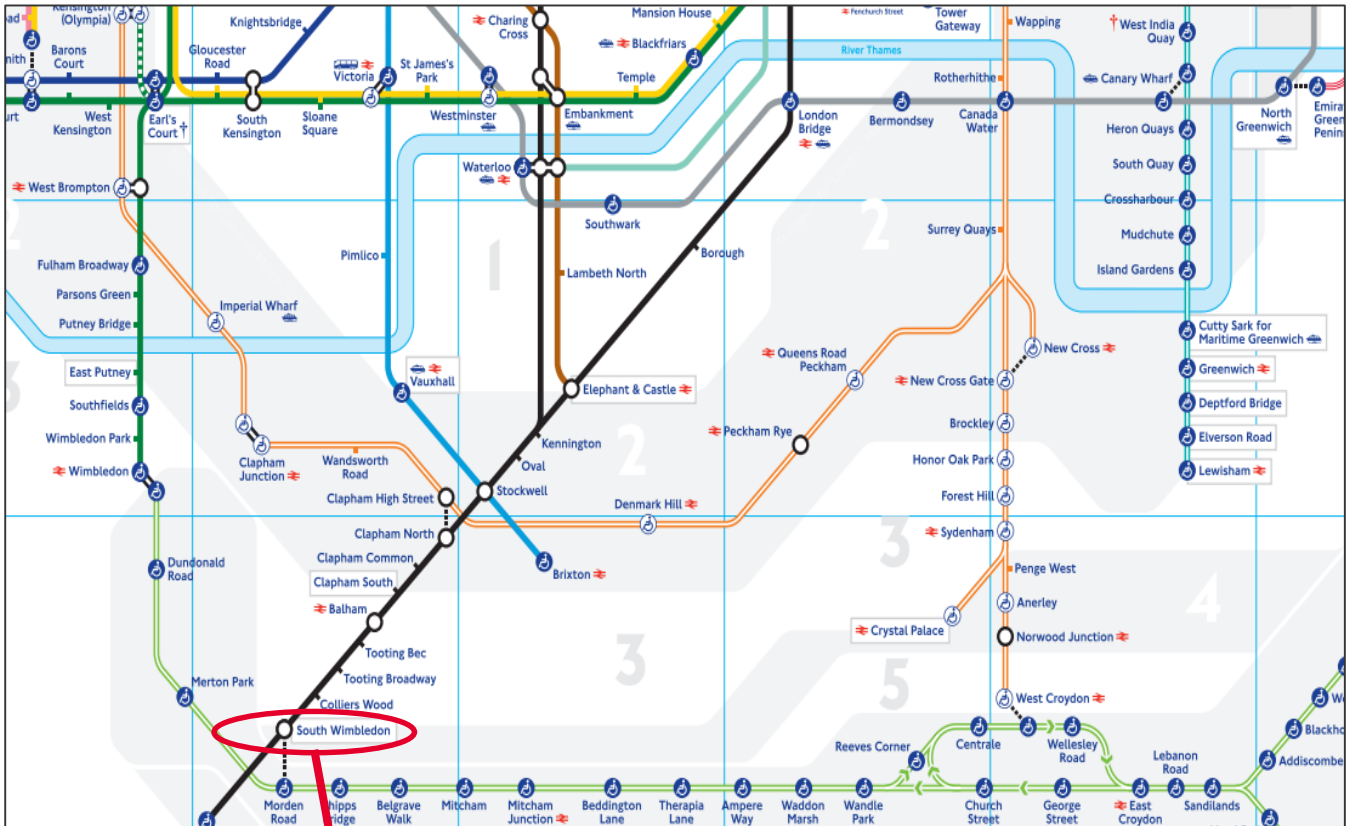 Kensington
(Olympia)
Knightsbridge
Charing
Cross
Mansion House
Fenchurch Street
Tower
Gateway
Wapping
† West India
Quay
Barons
Court
Gloucester
Road
Victoria
St James's
Park
Blackfriars
River Thames
Temple
Rotherhithe
Canary Wharf
West
Kensington
Earl's
Court †
South
Kensington
Sloane
Square
Westminster
Embankment
London
Bridge
Bermondsey
Canada
Water
North
Greenwich
Heron Quays
South Quay
West Brompton
Waterloo
Crossharbour
Southwark
2
2
Surrey Quays
Mudchute
Pimlico
1
Borough
Fulham Broadway
Lambeth North
Island Gardens
Parsons Green
Imperial Wharf
Putney Bridge
Cutty Sark for
Maritime Greenwich
New Cross
Queens Road
Peckham
East Putney
Greenwich
3
Vauxhall
Elephant & Castle
New Cross Gate
Southfields
Deptford Bridge
Brockley
Wimbledon Park
Kennington
2
Peckham Rye
Elverson Road
Clapham
Junction
Wandsworth
Road
Oval
Honor Oak Park
Wimbledon
Lewisham
Clapham High Street
Stockwell
Forest Hill
Denmark Hill
Clapham North
3
Sydenham
Clapham Common
Dundonald
Road
Brixton
Penge West
Clapham South
Anerley
4
Balham
Crystal Palace
Norwood Junction
Tooting Bec
3
Tooting Broadway
5
Merton Park
Colliers Wood
West Croydon
South Wimbledon
Reeves Corner
Centrale
Wellesley
Road
Lebanon
Road
Addiscombe
Morden
Road
Belgrave
Walk
Mitcham
Mitcham
Junction
Beddington
Lane
Therapia
Lane
Ampere
Way
Waddon
Marsh
Wandle
Park
Church
Street
George
Street
East
Croydon
Sandilands